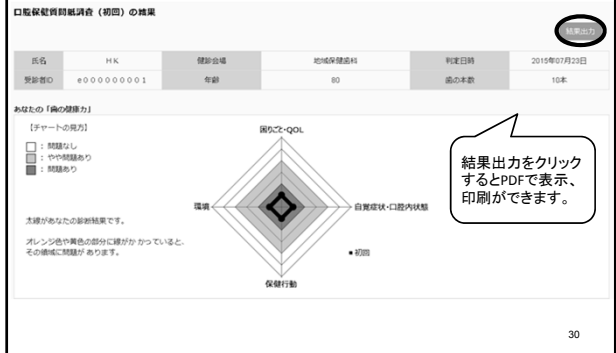 口腔保健質問紙調査（初回）の結果
結果出力
氏名 HK 健診会場 地域保健歯科 判定日時 2015年07月23日
受診者ID e0000000001 年齢 80 歯の本数 10本
あなたの「歯の健康力」
【チャートの見方】
：問題なし
：やや問題あり
：問題あり
困りごと・QOL
環境
自覚症状・口腔内状態
保健行動
● 初回
太線があなたの診断結果です。
オレンジ色や黄色の部分に線がかかっていると、
その領域に問題があります。
結果出力をクリック
するとPDFで表示、
印刷ができます。
30